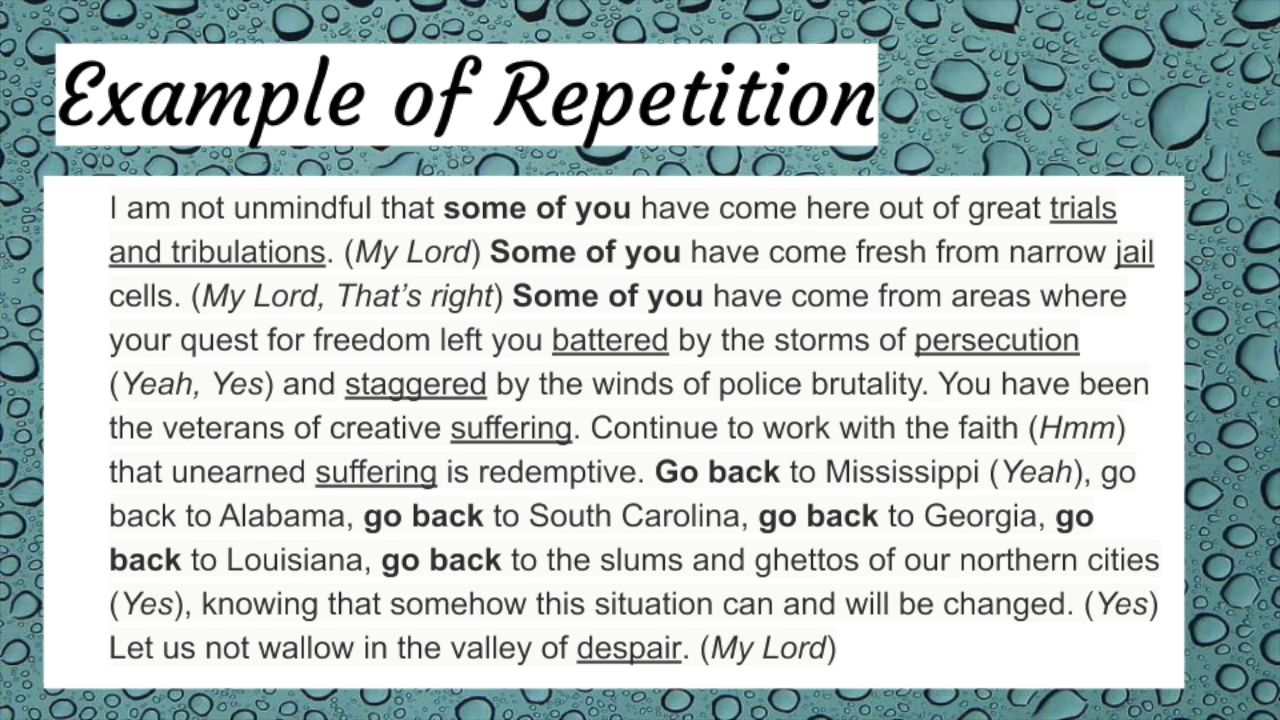 Example of Repetition
I am not unmindful that some of you have come here out of great trials
and tribulations. (My Lord) Some of you have come fresh from narrow jail
cells. (My Lord, That’s right) Some of you have come from areas where
your quest for freedom left you battered by the storms of persecution
(Yeah, Yes) and staggered by the winds of police brutality. You have been
the veterans of creative suffering. Continue to work with the faith (Hmm)
that unearned suffering is redemptive. Go back to Mississippi (Yeah), go
back to Alabama, go back to South Carolina, go back to Georgia, go
back to Louisiana, go back to the slums and ghettos of our northern cities
(Yes), knowing that somehow this situation can and will be changed. (Yes)
Let us not wallow in the valley of despair. (My Lord)